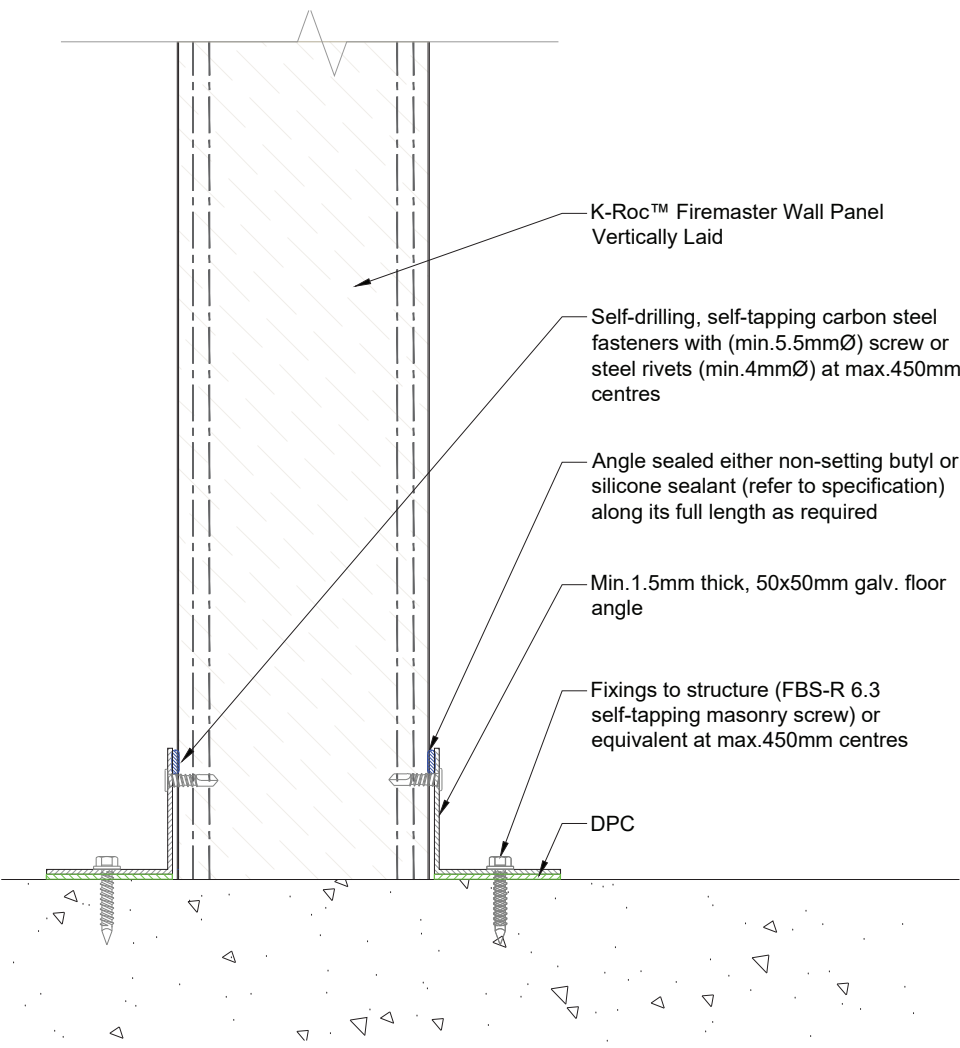 K-Roc™ Firemaster Wall Panel
Vertically Laid
Self-drilling, self-tapping carbon steel
fasteners with (min.5.5mmØ) screw or
steel rivets (min.4mmØ) at max.450mm
centres
Angle sealed either non-setting butyl or
silicone sealant (refer to specification)
along its full length as required
Min.1.5mm thick, 50x50mm galv. floor
angle
Fixings to structure (FBS-R 6.3
self-tapping masonry screw) or
equivalent at max.450mm centres
DPC